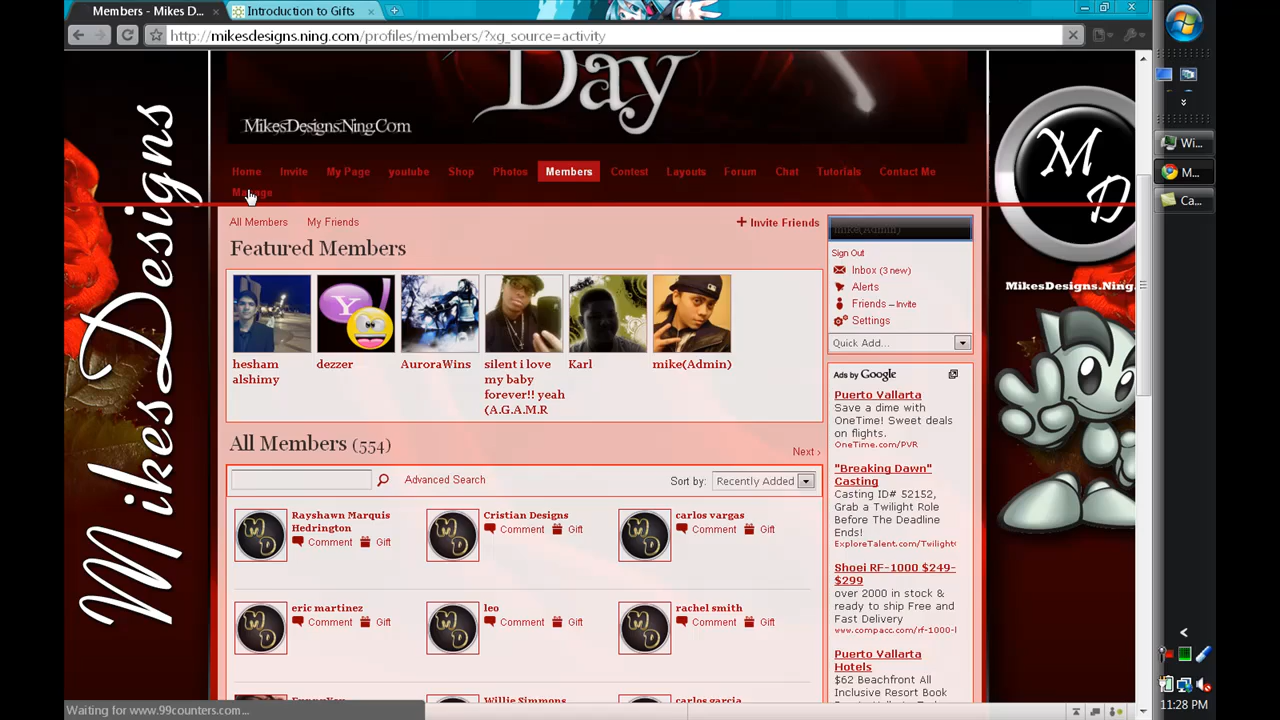 Members - Mikes D...
Introduction to Gifts
http://mikesdesigns.ning.com/profiles/members/?xg_source=activity
Day
MikesDesigns.Ning.Com
MikesDesigns
M D
MikesDesigns.Ning.
Home Invite My Page youtube Shop Photos Members Contest Layouts Forum Chat Tutorials Contact Me
Manage
All Members My Friends
+ Invite Friends
Featured Members
hesham alshimy
dezzer
AuroraWins
silent i love
my baby
forever!! yeah
(A.G.A.M.R
Karl
mike(Admin)
mike(Admin)
Sign Out
Inbox (3 new)
Alerts
Friends – Invite
Settings
Quick Add...
All Members (554)
Next ›
Advanced Search
Sort by: Recently Added
Rayshawn Marquis
Hedrington
Comment Gift
Cristian Designs
Comment Gift
carlos vargas
Comment Gift
eric martinez
Comment Gift
leo
Comment Gift
rachel smith
Comment Gift
Willie Simmons
carlos garcia
Ads by Google
Puerto Vallarta
Save a dime with
OneTime! Sweet deals
on flights.
OneTime.com/PVR
"Breaking Dawn"
Casting
Casting ID# 52152,
Grab a Twilight Role
Before The Deadline
Ends!
ExploreTalent.com/Twilight
Shoei RF-1000 $249-
$299
over 2000 in stock &
ready to ship Free and
Fast Delivery
www.compacc.com/rf-1000-l
Puerto Vallarta
Hotels
$62 Beachfront All
Inclusive Resort Book
Waiting for www.99counters.com...
Wi...
M...
Ca...
11:28 PM